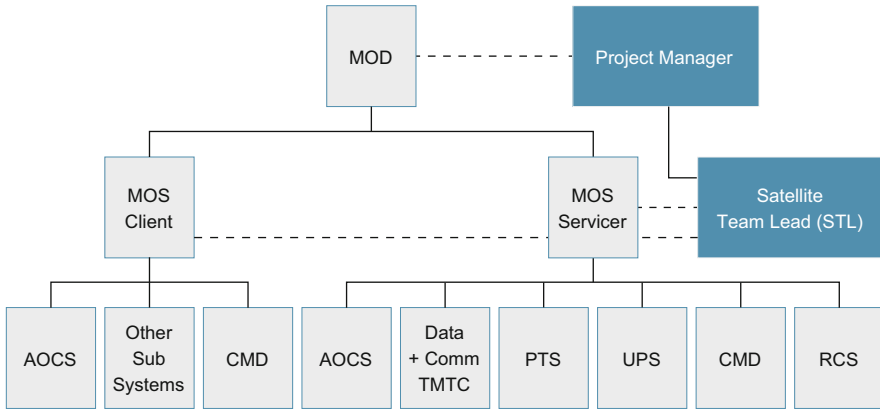 MOD
Project Manager
MOS
Client
MOS
Servicer
Satellite
Team Lead (STL)
AOCS
Other
Sub
Systems
CMD
AOCS
Data
+ Comm
TMTC
PTS
UPS
CMD
RCS